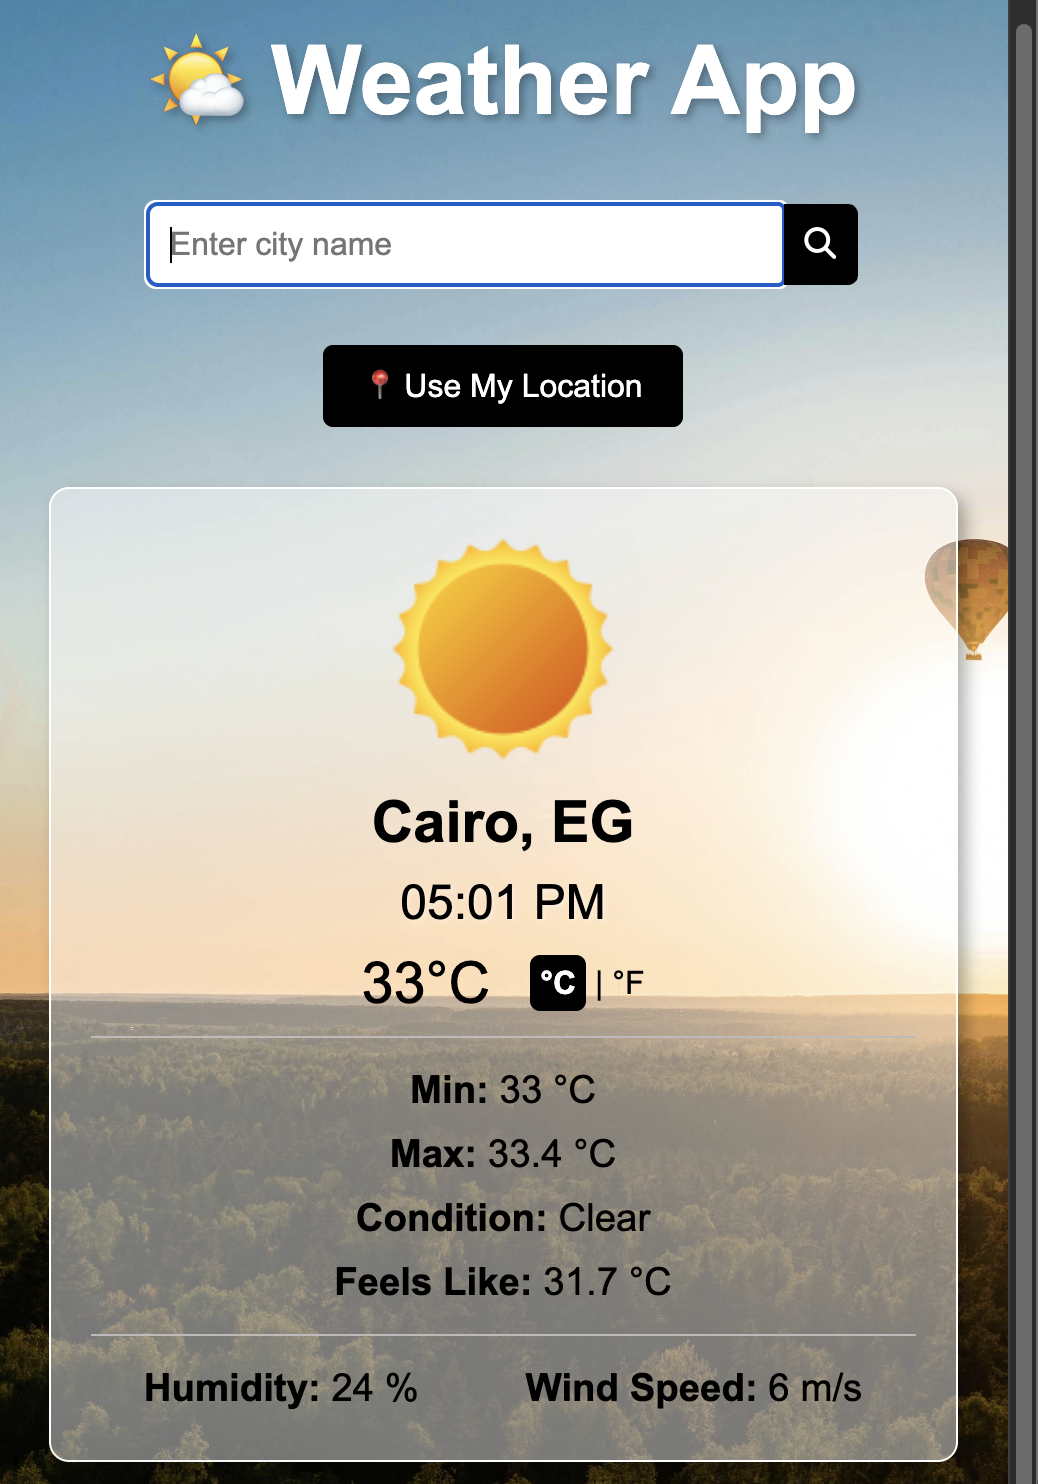 Weather App
Enter city name
Use My Location
Cairo, EG
05:01 PM
33°C °C | °F
Min: 33 °C
Max: 33.4 °C
Condition: Clear
Feels Like: 31.7 °C
Humidity: 24 % Wind Speed: 6 m/s